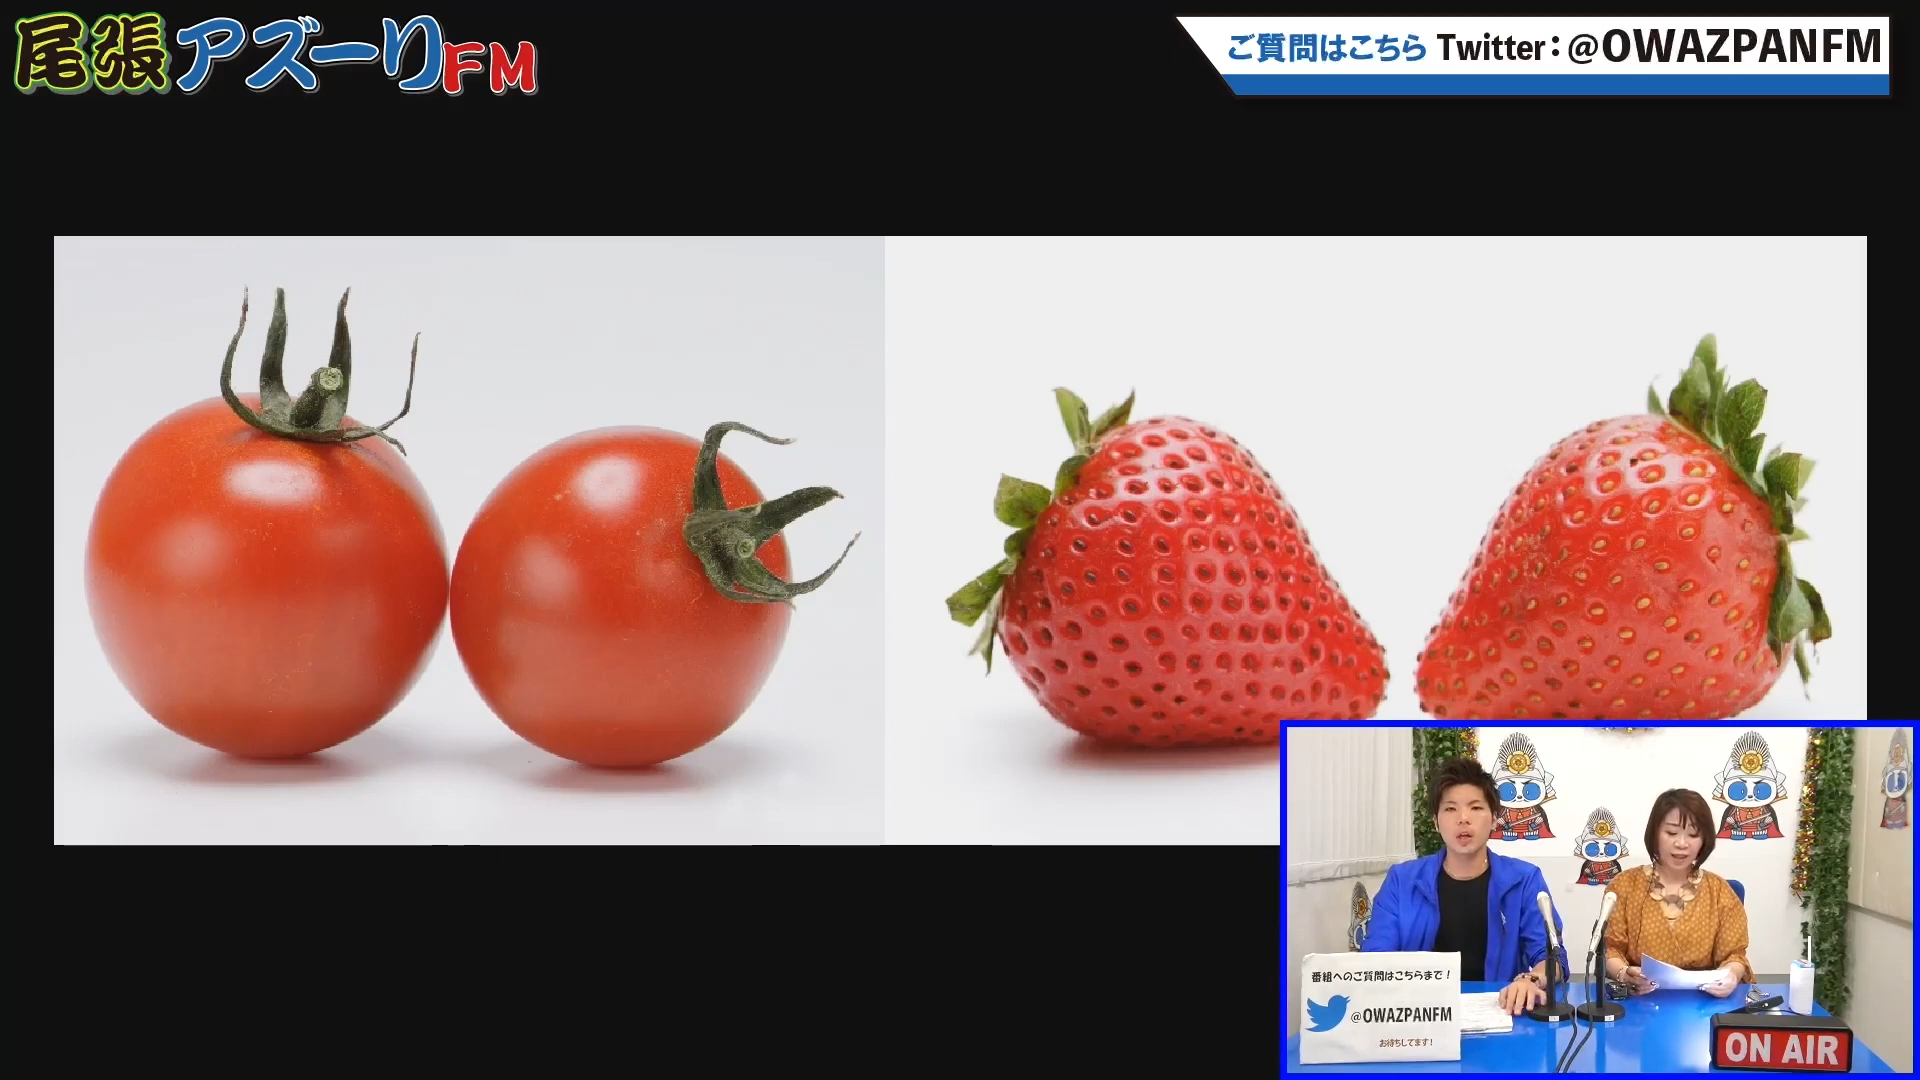 尾張アズーりFM
ご質問はこちら Twitter：@OWAZPANFM
番組へのご質問はこちらまで！
@OWAZPANFM
お待ちしてます！
ON AIR